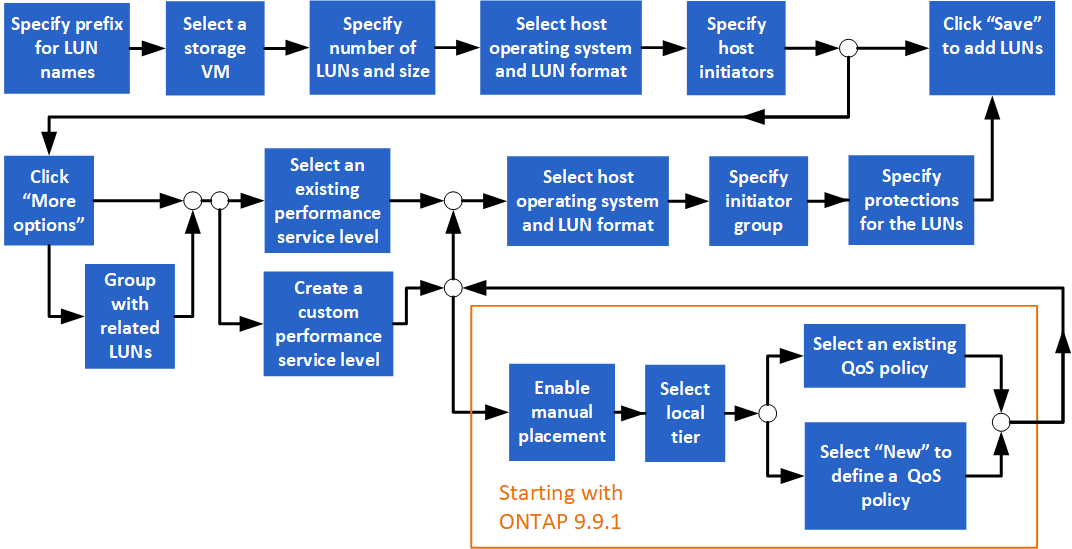 Specify prefix
for LUN
names
Select a
storage
VM
Specify
number of
LUNs and size
Select host
operating system
and LUN format
Specify
host
initiators
Click “Save”
to add LUNs
Click
“More
options”
Group
with
related
LUNs
Select an
existing
performance
service level
Create a
custom
performance
service level
Select host
operating system
and LUN format
Specify
initiator
group
Specify
protections
for the LUNs
Enable
manual
placement
Select
local
tier
Select an existing
QoS policy
Select “New” to
define a QoS
policy
Starting with
ONTAP 9.9.1